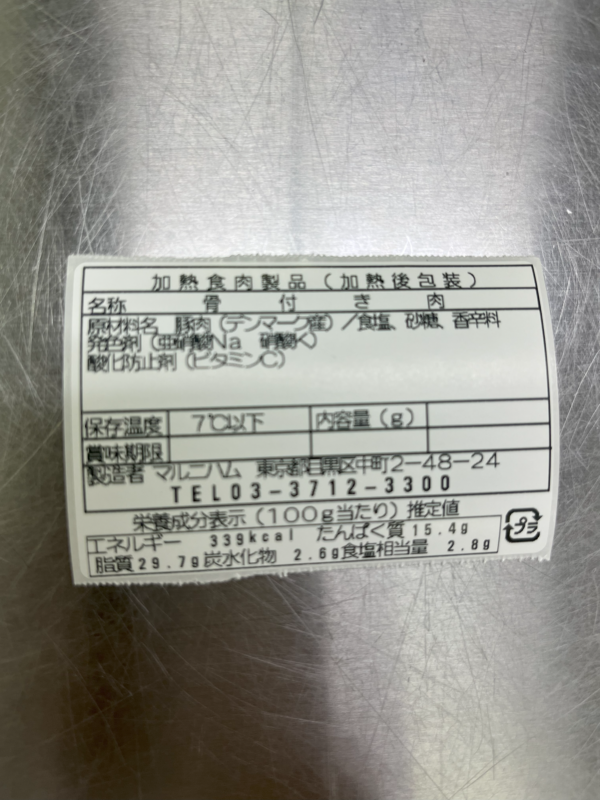 加熱食肉製品（加熱後包装）
名称 骨付き肉
原材料名 豚肉（デンマーク産）／食塩、砂糖、香辛料
発色剤（亜硝酸Na 硝酸K）
酸化防止剤（ビタミンC）
保存温度 7℃以下 内容量（g）
賞味期限
製造者 マルニハム 東京都目黒区中町2－48－24
TEL03－3712－3300
栄養成分表示（100g当たり）推定値
エネルギー 339kcal たんぱく質15.4g
脂質29.7g炭水化物 2.6g食塩相当量 2.8g
プラ